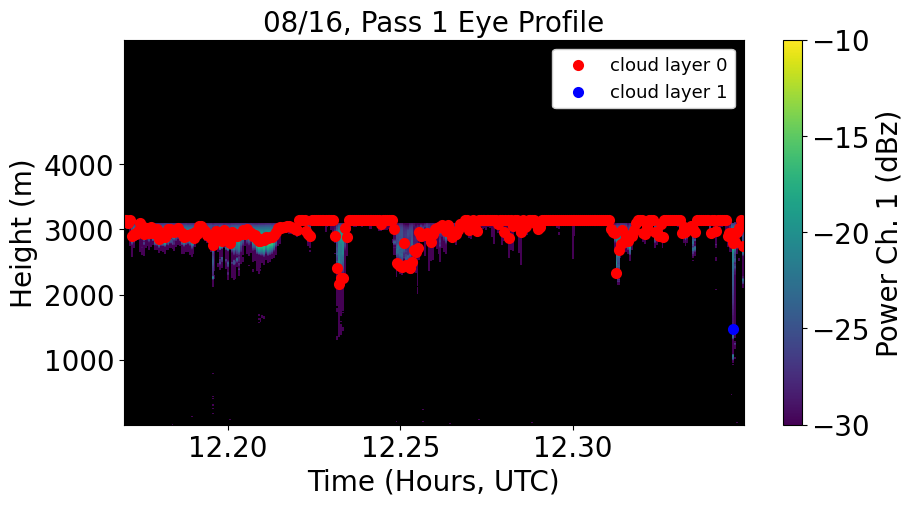 08/16, Pass 1 Eye Profile
cloud layer 0
cloud layer 1
Height (m)
4000
3000
2000
1000
12.20
12.25
12.30
Time (Hours, UTC)
−10
−15
−20
−25
−30
Power Ch. 1 (dBz)